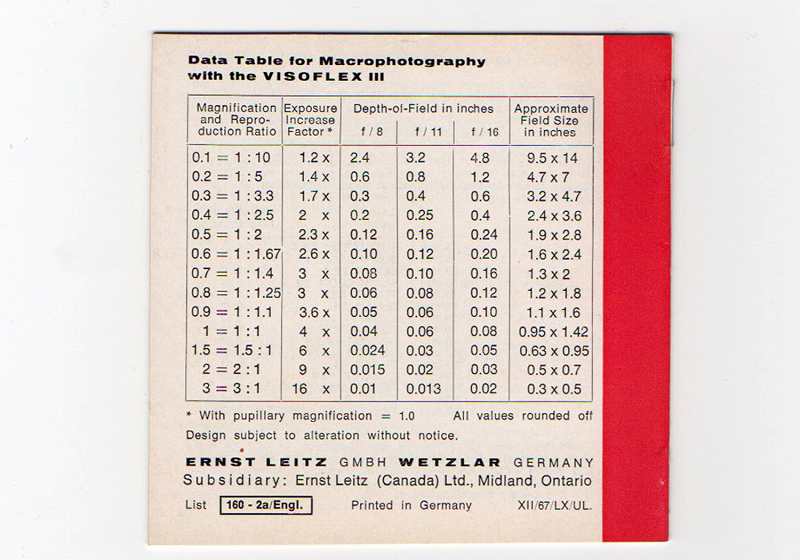 Data Table for Macrophotography
with the VISOFLEX III
Magnification and Repro- duction Ratio Exposure Increase Factor * Depth-of-Field in inches Approximate Field Size in inches
f / 8 f / 11 f / 16
0.1 = 1 : 10 1.2 x 2.4 3.2 4.8 9.5 x 14
0.2 = 1 : 5 1.4 x 0.6 0.8 1.2 4.7 x 7
0.3 = 1 : 3.3 1.7 x 0.3 0.4 0.6 3.2 x 4.7
0.4 = 1 : 2.5 2 x 0.2 0.25 0.4 2.4 x 3.6
0.5 = 1 : 2 2.3 x 0.12 0.16 0.24 1.9 x 2.8
0.6 = 1 : 1.67 2.6 x 0.10 0.12 0.20 1.6 x 2.4
0.7 = 1 : 1.4 3 x 0.08 0.10 0.16 1.3 x 2
0.8 = 1 : 1.25 3 x 0.06 0.08 0.12 1.2 x 1.8
0.9 = 1 : 1.1 3.6 x 0.05 0.06 0.10 1.1 x 1.6
1 = 1 : 1 4 x 0.04 0.06 0.08 0.95 x 1.42
1.5 = 1.5 : 1 6 x 0.024 0.03 0.05 0.63 x 0.95
2 = 2 : 1 9 x 0.015 0.02 0.03 0.5 x 0.7
3 = 3 : 1 16 x 0.01 0.013 0.02 0.3 x 0.5
* With pupillary magnification = 1.0 All values rounded off
Design subject to alteration without notice.
ERNST LEITZ GMBH WETZLAR GERMANY
Subsidiary: Ernst Leitz (Canada) Ltd., Midland, Ontario
List 160 - 2a/Engl. Printed in Germany XII/67/LX/UL.